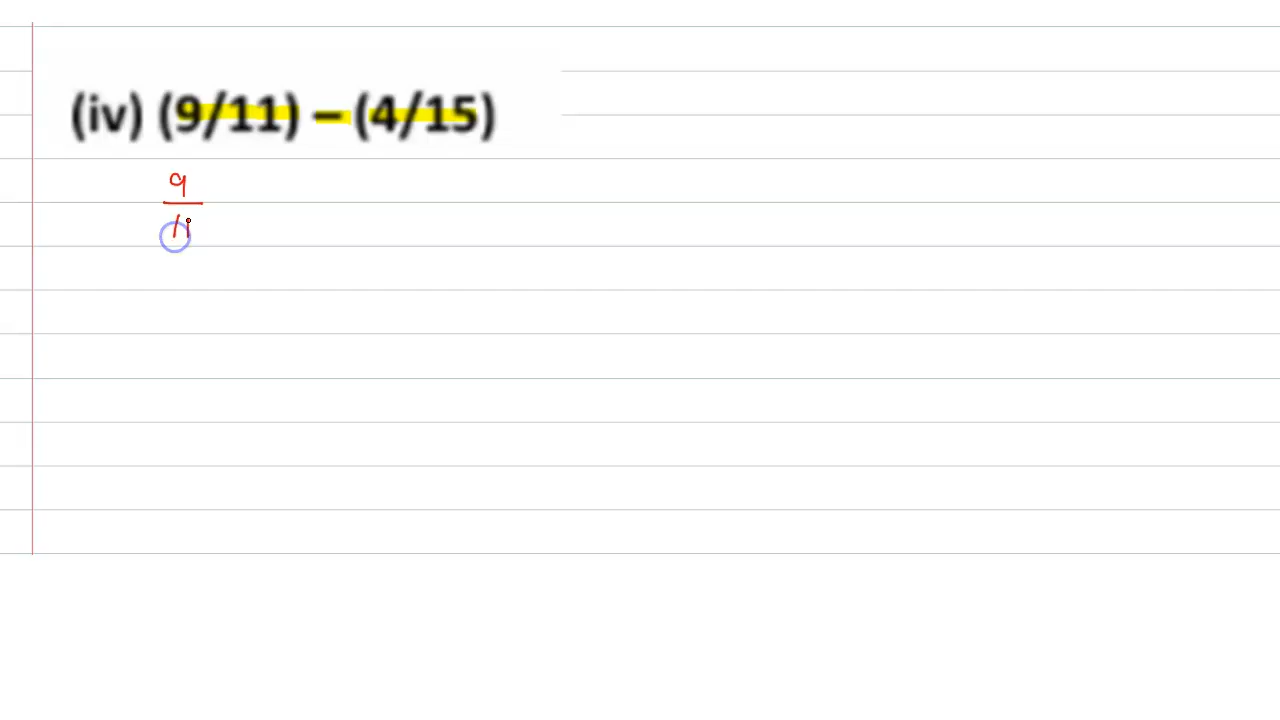 (iv) (9/11) – (4/15)
9
11